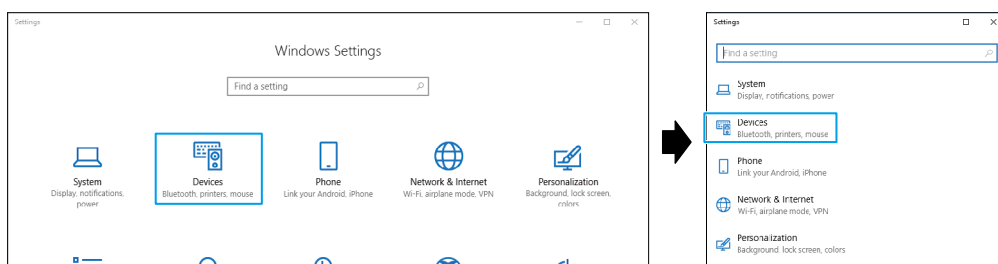 Settings
Windows Settings
Find a setting
System
Display, notifications,
power
Devices
Bluetooth, printers, mouse
Phone
Link your Android, iPhone
Network & Internet
Wi-Fi, airplane mode, VPN
Personalization
Background, lock screen,
colors
Settings
Find a setting
System
Display, notifications, power
Devices
Bluetooth, printers, mouse
Phone
Link your Android, iPhone
Network & Internet
Wi-Fi, airplane mode, VPN
Personalization
Background, lock screen, colors